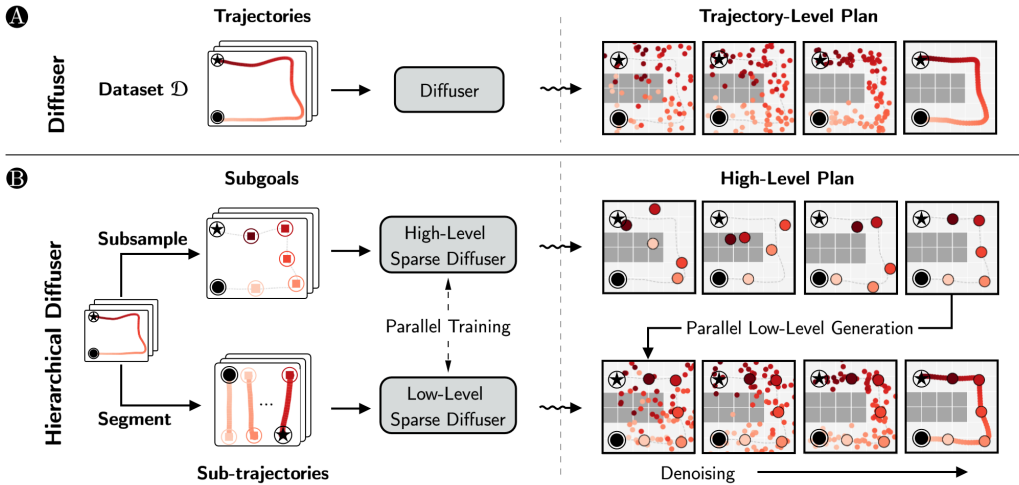 A
Trajectories
Trajectory-Level Plan
Diffuser
Dataset 𝒟
Diffuser
B
Subgoals
High-Level Plan
Hierarchical Diffuser
Subsample
High-Level
Sparse Diffuser
Parallel Training
Parallel Low-Level Generation
Segment
...
Low-Level
Sparse Diffuser
Sub-trajectories
Denoising